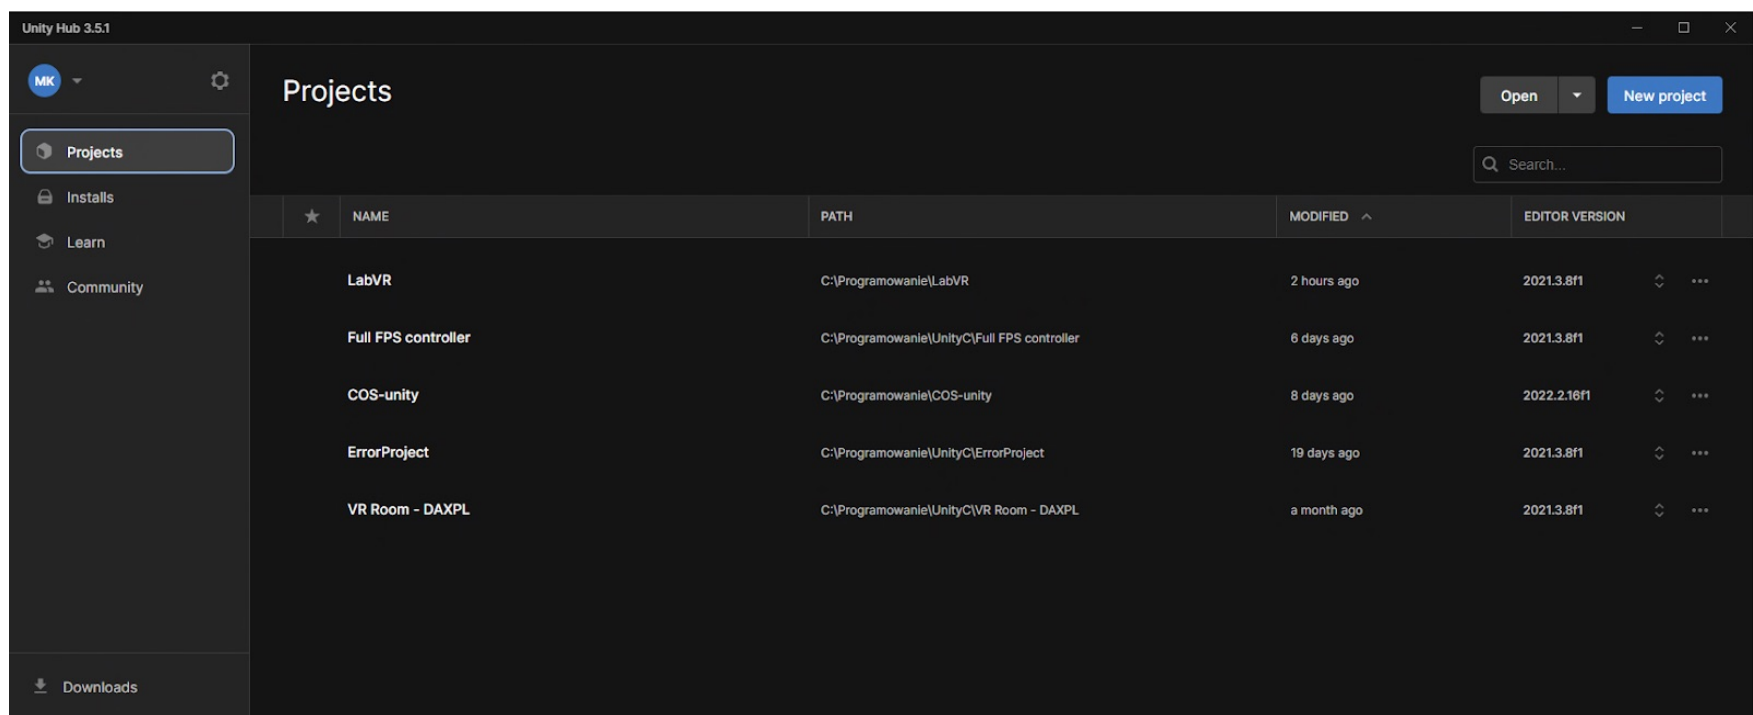 Unity Hub 3.5.1
MK
Projects
Open
New project
Projects
Search...
Installs
NAME PATH MODIFIED EDITOR VERSION
Learn
LabVR C:\Programowanie\LabVR 2 hours ago 2021.3.8f1
Community
Full FPS controller C:\Programowanie\UnityC\Full FPS controller 6 days ago 2021.3.8f1
COS-unity C:\Programowanie\COS-unity 8 days ago 2022.2.16f1
ErrorProject C:\Programowanie\UnityC\ErrorProject 19 days ago 2021.3.8f1
VR Room - DAXPL C:\Programowanie\UnityC\VR Room - DAXPL a month ago 2021.3.8f1
Downloads